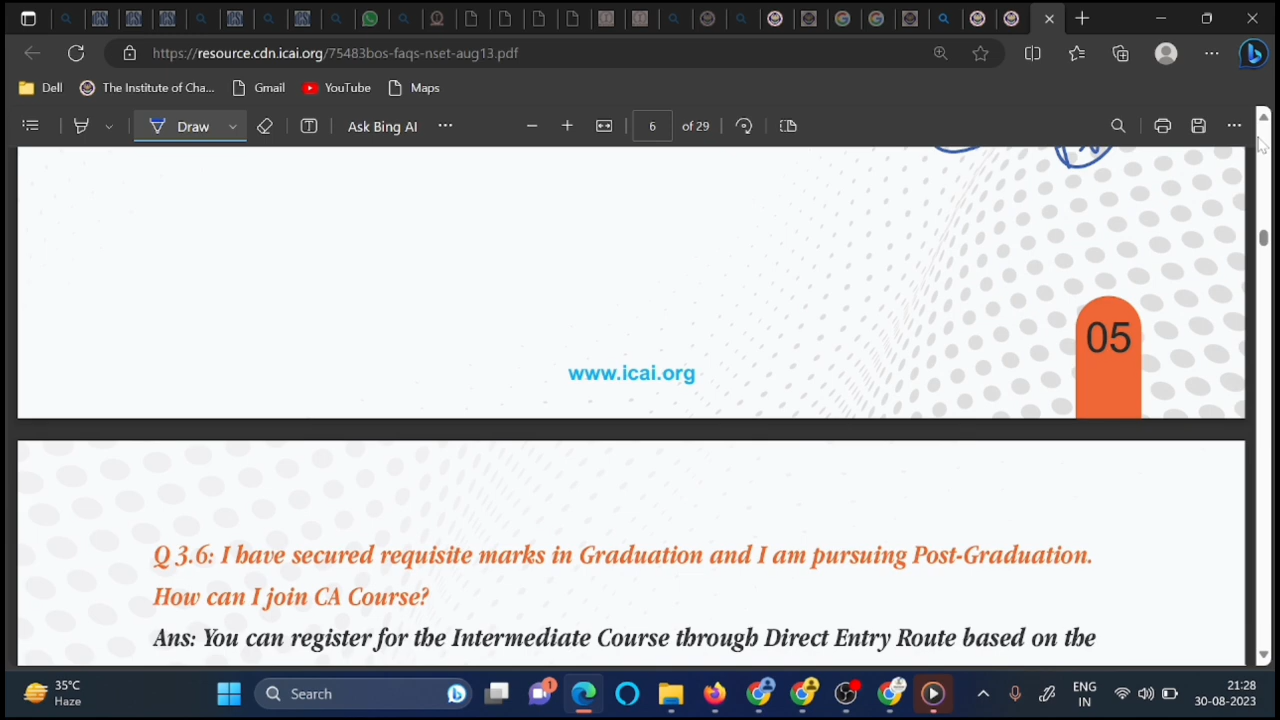 https://resource.cdn.icai.org/75483bos-faqs-nset-aug13.pdf
Dell
The Institute of Cha...
Gmail
YouTube
Maps
Draw
Ask Bing AI
6 of 29
05
www.icai.org
Q 3.6: I have secured requisite marks in Graduation and I am pursuing Post-Graduation.
How can I join CA Course?
Ans: You can register for the Intermediate Course through Direct Entry Route based on the
35°C
Haze
Search
1
ENG
IN
21:28
30-08-2023